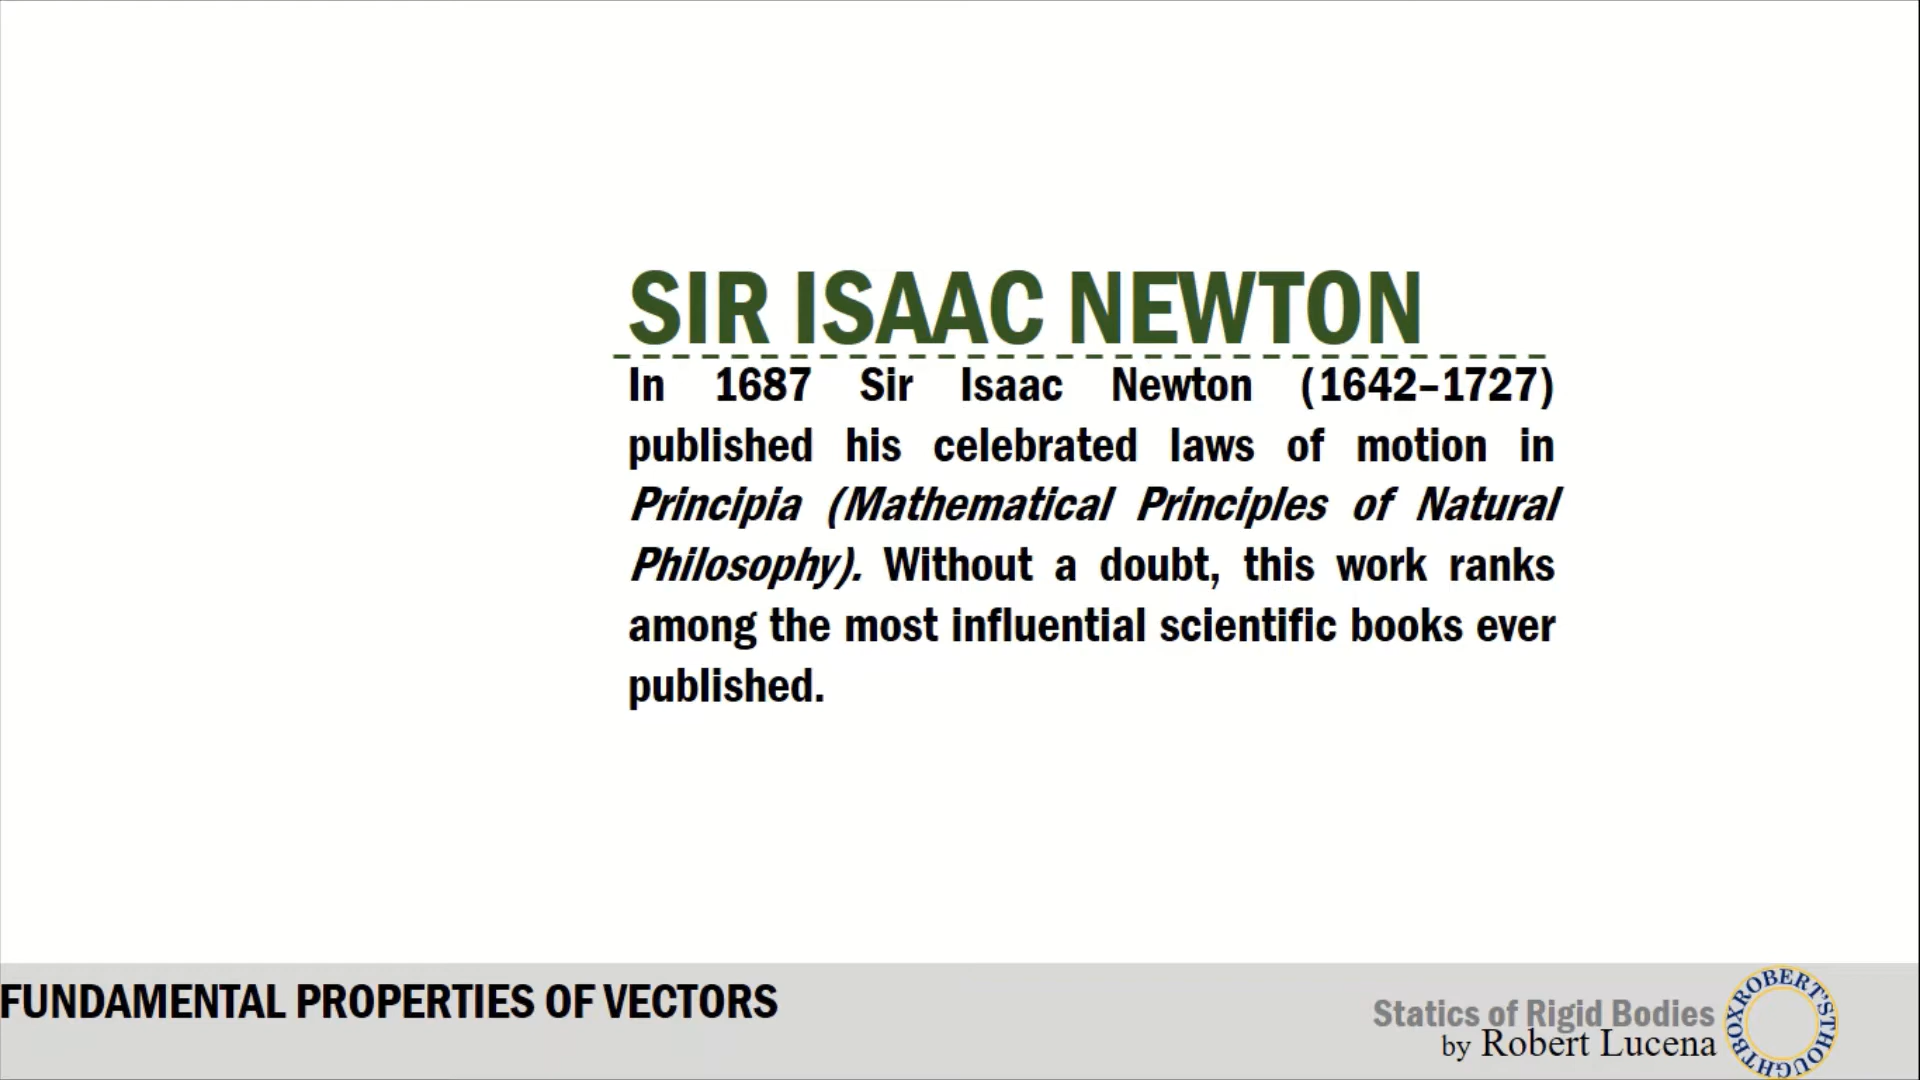 SIR ISAAC NEWTON
In 1687 Sir Isaac Newton (1642–1727)
published his celebrated laws of motion in
Principia (Mathematical Principles of Natural
Philosophy). Without a doubt, this work ranks
among the most influential scientific books ever
published.
FUNDAMENTAL PROPERTIES OF VECTORS
Statics of Rigid Bodies
by Robert Lucena
ROBERT'STHOUGHTBOX